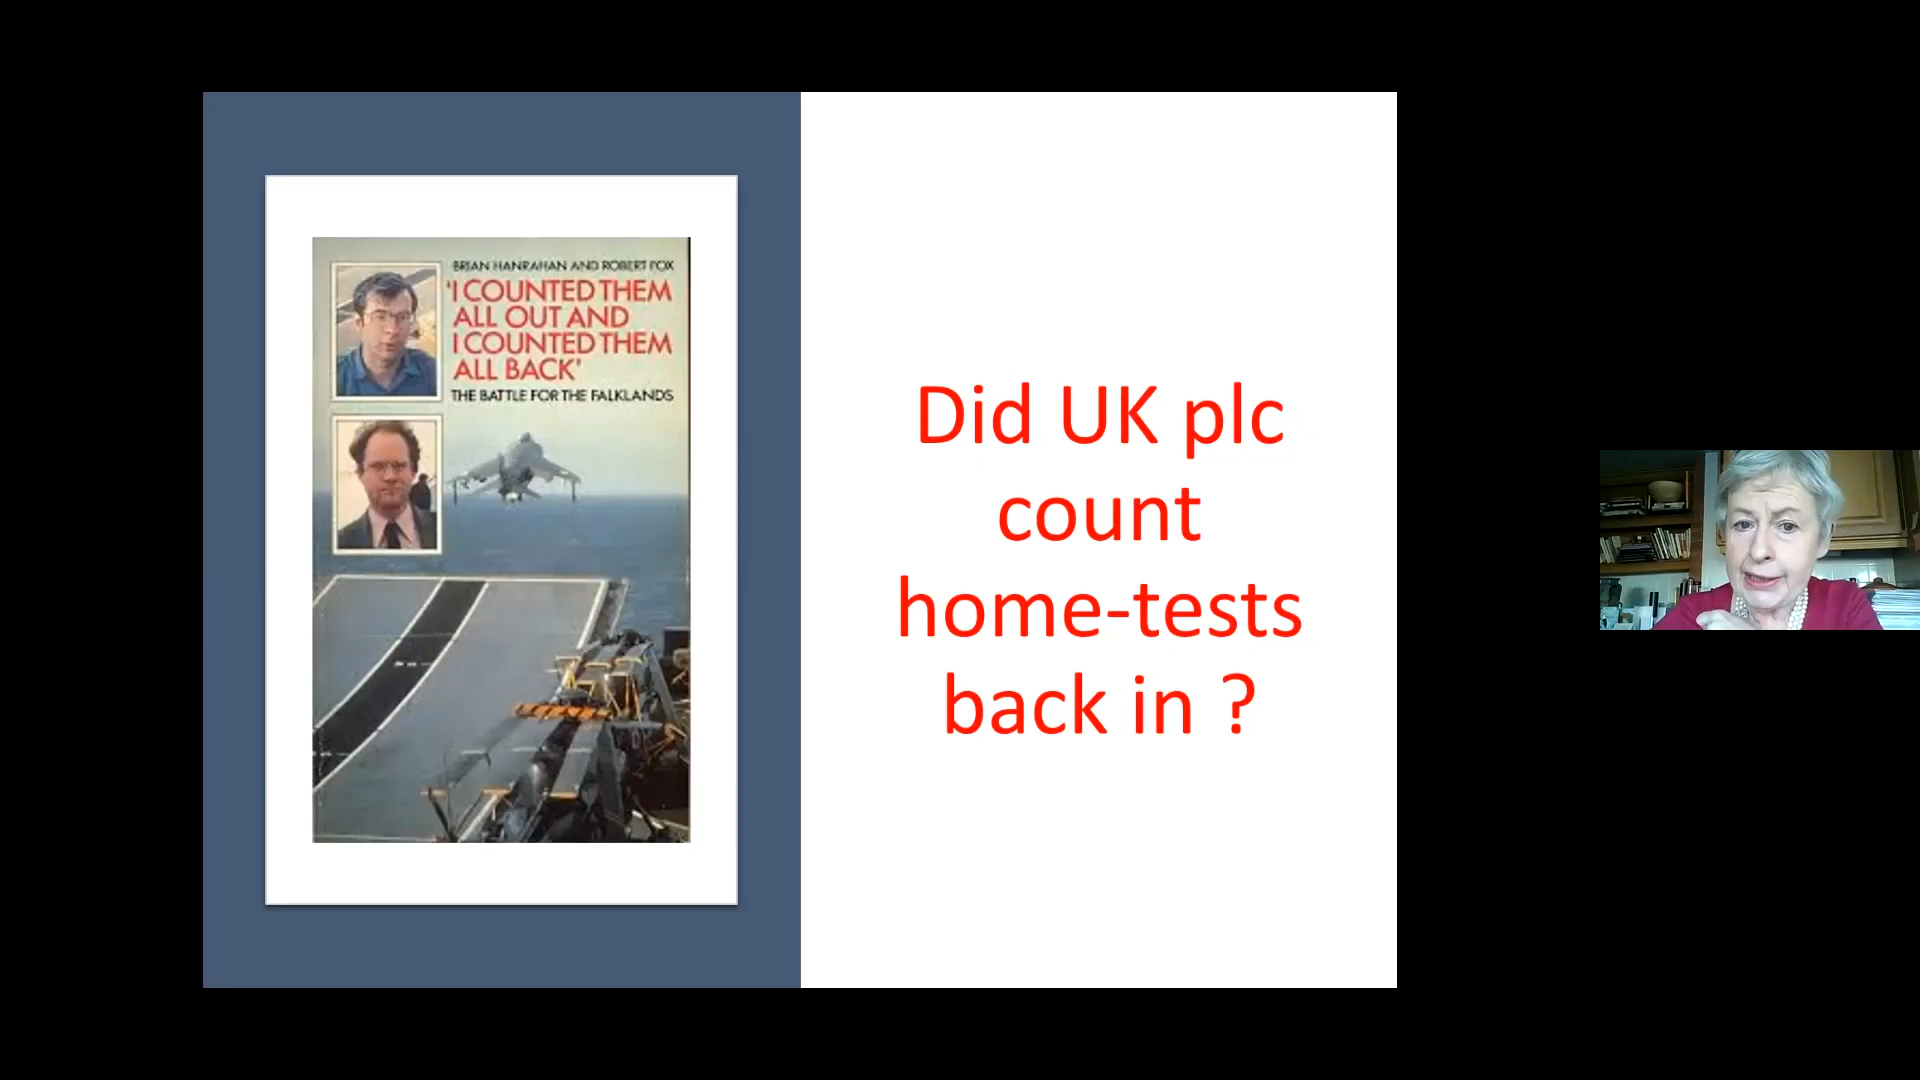 BRIAN HANRAHAN AND ROBERT FOX
'I COUNTED THEM
ALL OUT AND
I COUNTED THEM
ALL BACK'
THE BATTLE FOR THE FALKLANDS
Did UK plc
count
home-tests
back in ?